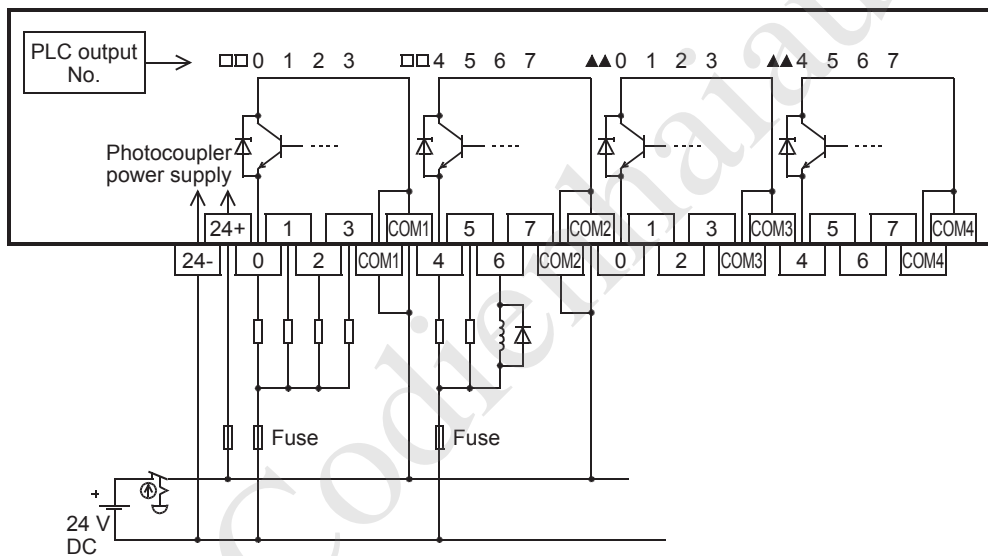 PLC output
No.
□□0 1 2 3 □□4 5 6 7 ▲▲0 1 2 3 ▲▲4 5 6 7
Photocoupler
power supply
24+ 1 3 COM1 5 7 COM2 1 3 COM3 5 7 COM4
24- 0 2 COM1 4 6 COM2 0 2 COM3 4 6 COM4
Fuse Fuse
+
24 V
DC
Codienhaiau